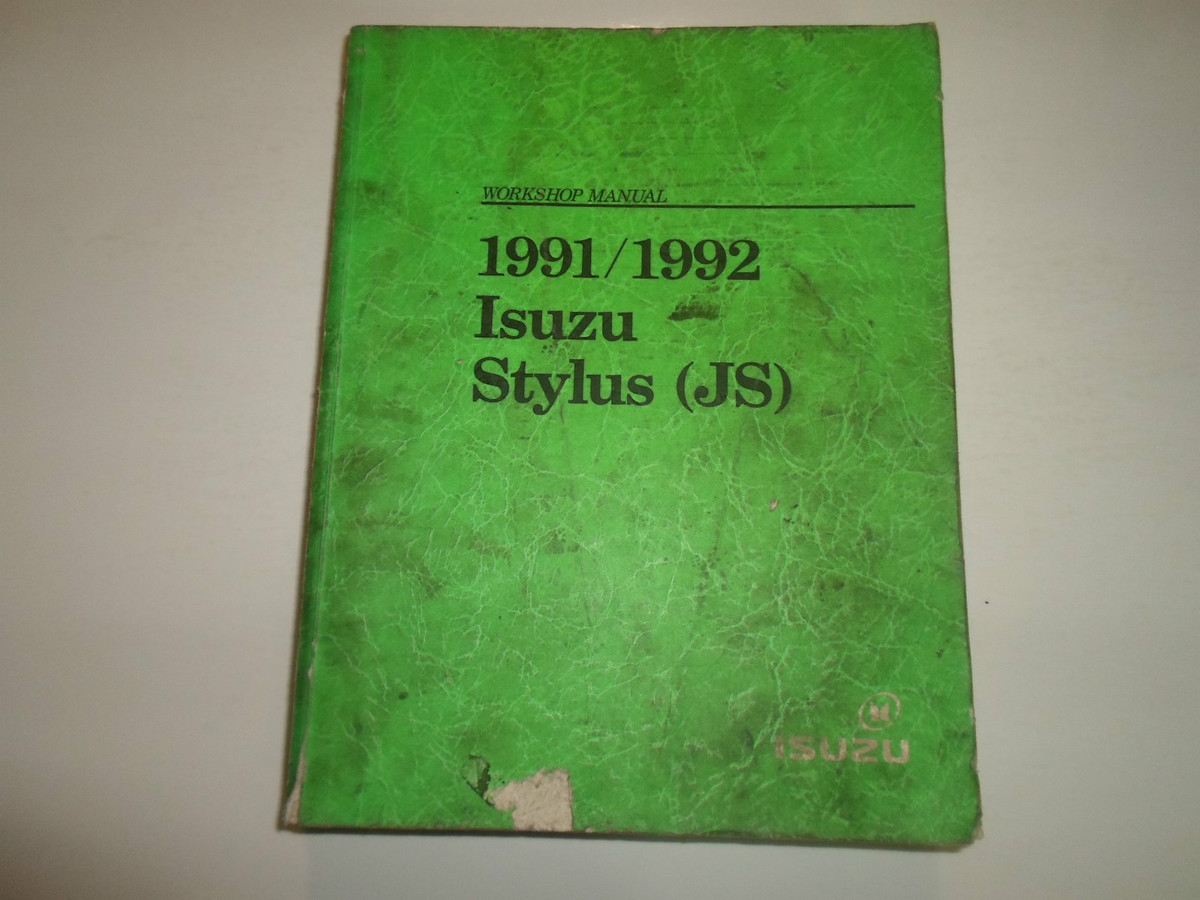 WORKSHOP MANUAL
1991/1992
Isuzu
Stylus (JS)
ISUZU